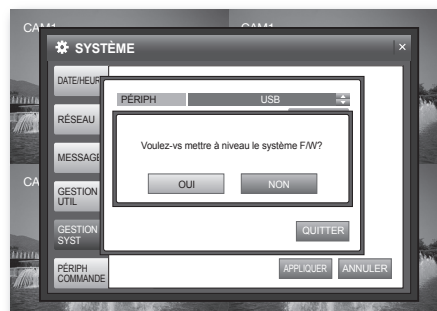 CAM1
CAM1
SYSTÈME
DATE/HEUR
PÉRIPH
USB
RÉSEAU
MESSAGE
Voulez-vs mettre à niveau le système F/W?
OUI
NON
CA
GESTION
UTIL
GESTION
SYST
QUITTER
PÉRIPH
COMMANDE
APPLIQUER
ANNULER